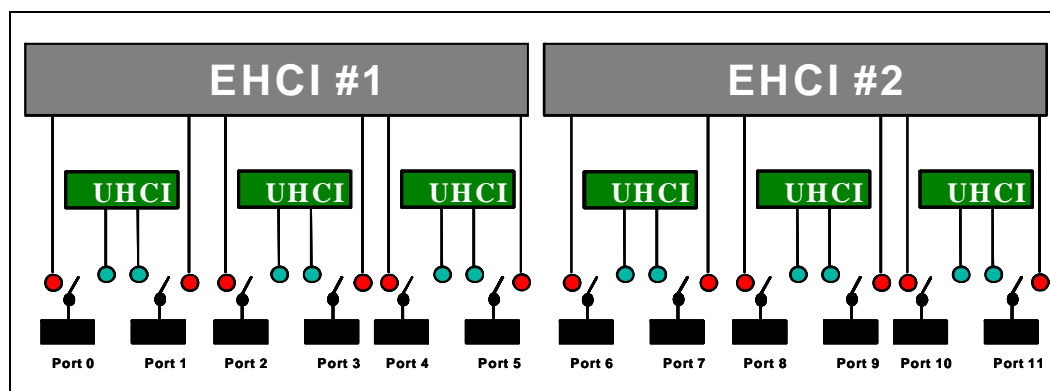 EHCI #1 EHCI #2
UHCI UHCI UHCI UHCI UHCI UHCI
Port 0 Port 1 Port 2 Port 3 Port 4 Port 5 Port 6 Port 7 Port 8 Port 9 Port 10 Port 11